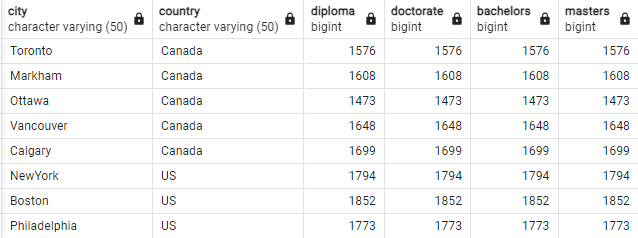 city country diploma doctorate bachelors masters
character varying (50) character varying (50) bigint bigint bigint bigint
Toronto Canada 1576 1576 1576 1576
Markham Canada 1608 1608 1608 1608
Ottawa Canada 1473 1473 1473 1473
Vancouver Canada 1648 1648 1648 1648
Calgary Canada 1699 1699 1699 1699
NewYork US 1794 1794 1794 1794
Boston US 1852 1852 1852 1852
Philadelphia US 1773 1773 1773 1773